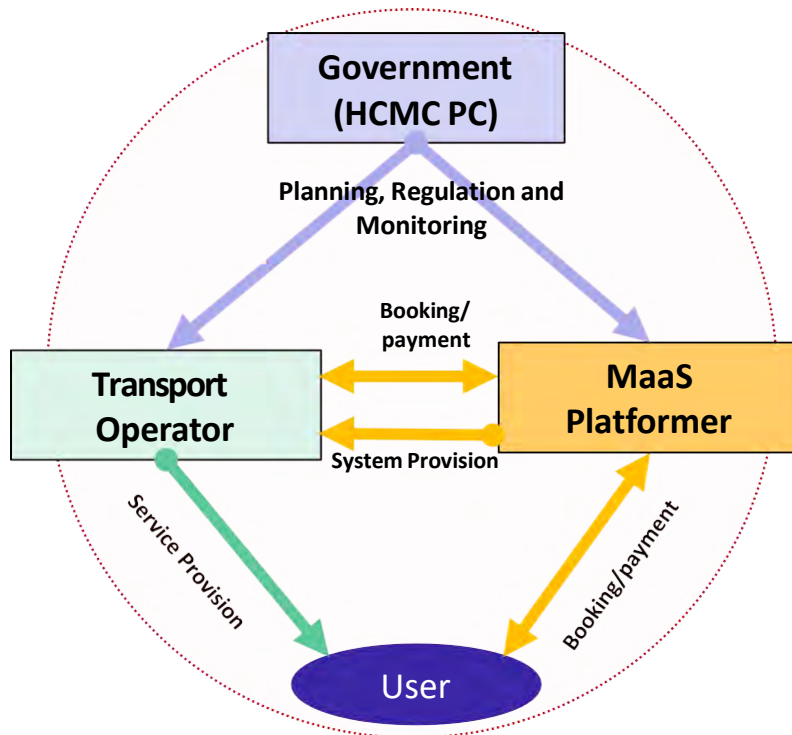 Government
(HCMC PC)
Planning, Regulation and
Monitoring
Booking/
payment
Transport
Operator
MaaS
Platformer
System Provision
Service Provision
Booking/payment
User